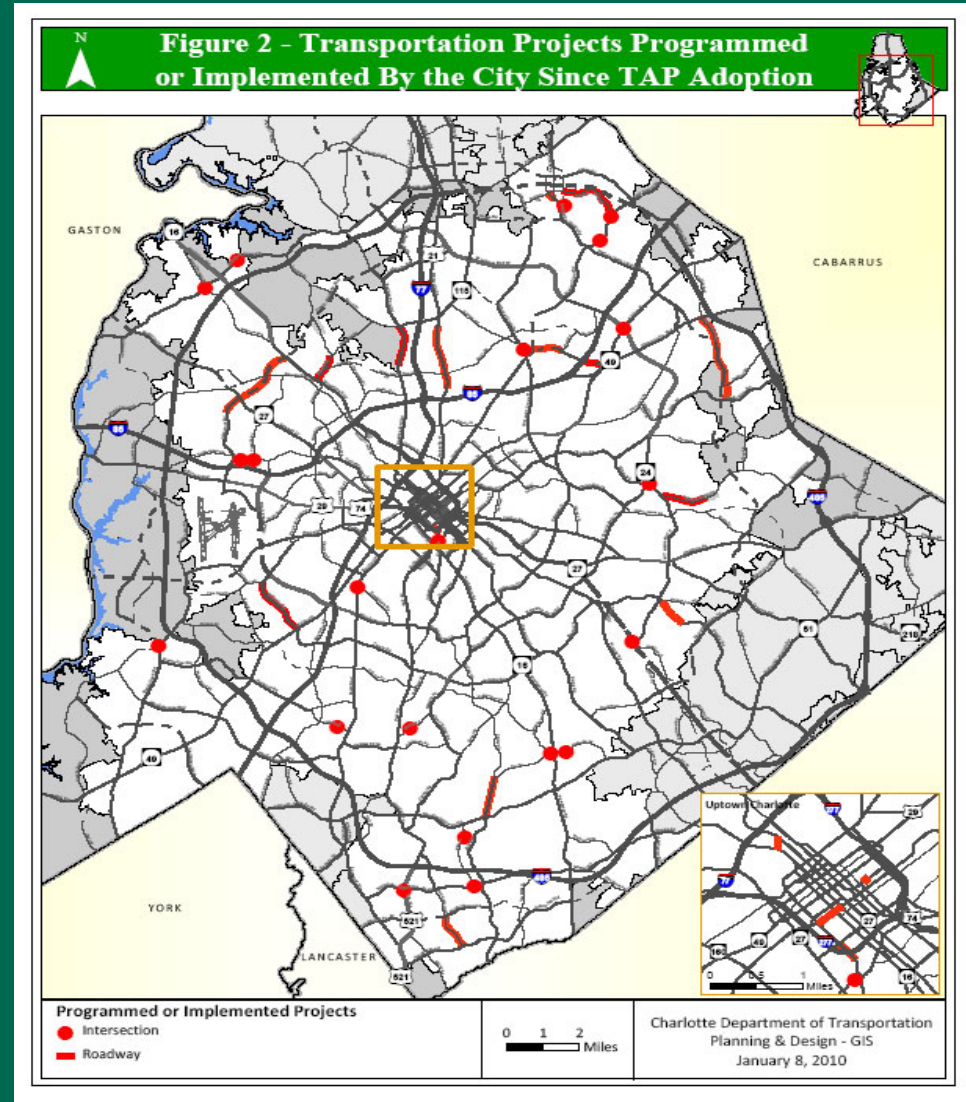 N
Figure 2 - Transportation Projects Programmed
or Implemented By the City Since TAP Adoption
GASTON
16
CABARRUS
21
77
115
49
85
27
85
24
485
29
74
27
51
218
16
49
Uptown Charlotte
277
29
77
485
YORK
521
27
74
LANCASTER
160
49
27
277
16
521
0 0.5 1
Miles
Programmed or Implemented Projects
Intersection
Roadway
0 1 2
Miles
Charlotte Department of Transportation
Planning & Design - GIS
January 8, 2010